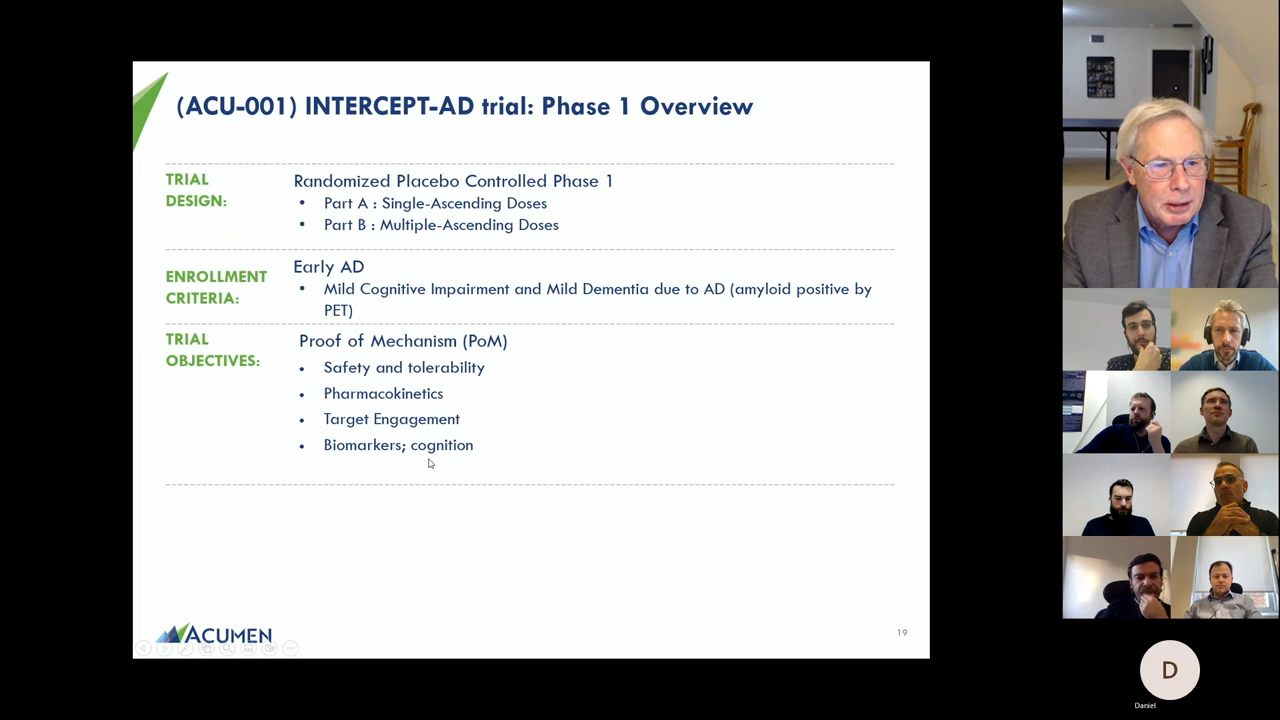 (ACU-001) INTERCEPT-AD trial: Phase 1 Overview
TRIAL
DESIGN:
Randomized Placebo Controlled Phase 1
• Part A : Single-Ascending Doses
• Part B : Multiple-Ascending Doses
ENROLLMENT
CRITERIA:
Early AD
• Mild Cognitive Impairment and Mild Dementia due to AD (amyloid positive by
PET)
TRIAL
OBJECTIVES:
Proof of Mechanism (PoM)
• Safety and tolerability
• Pharmacokinetics
• Target Engagement
• Biomarkers; cognition
ACUMEN
19
D
Daniel